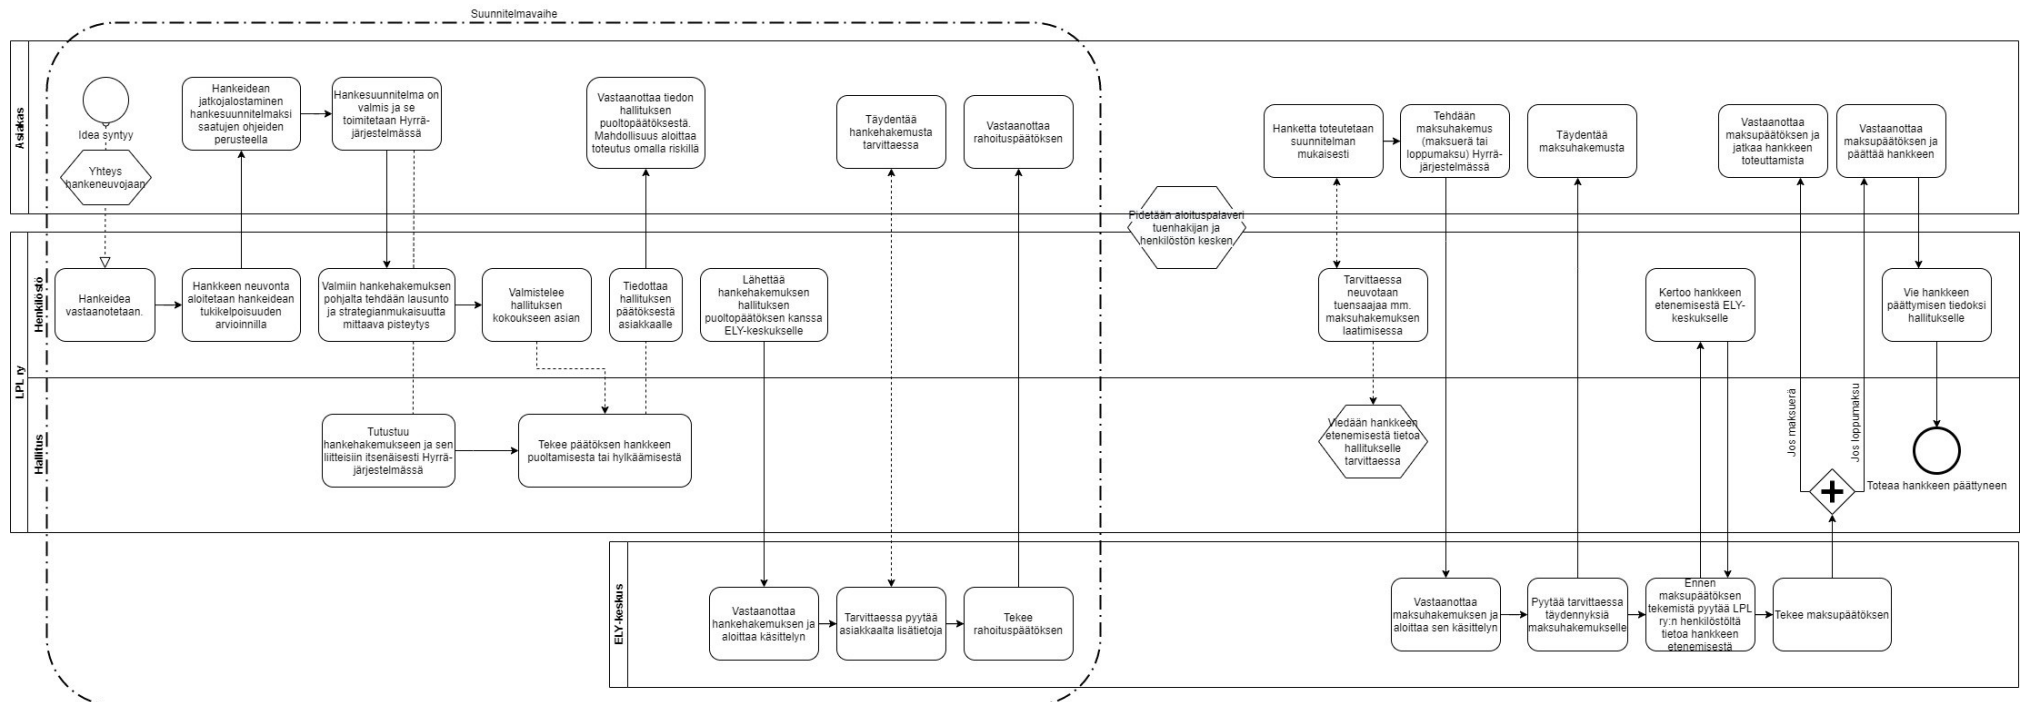 Suunnitelmavaihe
Asiakas
Idea syntyy
Yhteys
hankeneuvojaan
Hankeidean
jatkojalostaminen
hankesuunnitelmaksi
saatujen ohjeiden
perusteella
Hankesuunnitelma on
valmis ja se
toimitetaan Hyrrä-
järjestelmässä
Vastaanottaa tiedon
hallituksen
puoltopäätöksestä.
Mahdollisuus aloittaa
toteutus omalla riskillä
Täydentää
hankehakemusta
tarvittaessa
Vastaanottaa
rahoituspäätöksen
Pidetään aloituspalaveri
tuenhakijan ja
henkilöstön kesken
Hanketta toteutetaan
suunnitelman
mukaisesti
Tehdään
maksuhakemus
(maksuerä tai
loppumaksu) Hyrrä-
järjestelmässä
Täydentää
maksuhakemusta
Vastaanottaa
maksupäätöksen ja
jatkaa hankkeen
toteuttamista
Vastaanottaa
maksupäätöksen ja
päättää hankkeen
LPL ry
Henkilöstö
Hankeidea
vastaanotetaan.
Hankkeen neuvonta
aloitetaan hankeidean
tukikelpoisuuden
arvioinnilla
Valmiin hankehakemuksen
pohjalta tehdään lausunto
ja strategianmukaisuutta
mittaava pisteytys
Valmistelee
hallituksen
kokoukseen asian
Tiedottaa
hallituksen
päätöksestä
asiakkaalle
Lähettää
hankehakemuksen
hallituksen
puoltopäätöksen kanssa
ELY-keskukselle
Tarvittaessa
neuvotaan
tuensaajaa mm.
maksuhakemuksen
laatimisessa
Kertoo hankkeen
etenemisestä ELY-
keskukselle
Vie hankkeen
päättymisen tiedoksi
hallitukselle
Hallitus
Tutustuu
hankehakemukseen ja sen
liitteisiin itsenäisesti Hyrrä-
järjestelmässä
Tekee päätöksen hankkeen
puoltamisesta tai hylkäämisestä
Viedään hankkeen
etenemisestä tietoa
hallitukselle
tarvittaessa
Jos maksuerä
Jos loppumaksu
Toteaa hankkeen päättyneen
ELY-keskus
Vastaanottaa
hankehakemuksen ja
aloittaa käsittelyn
Tarvittaessa pyytää
asiakkaalta lisätietoja
Tekee
rahoituspäätöksen
Vastaanottaa
maksuhakemuksen ja
aloittaa sen käsittelyn
Pyytää tarvittaessa
täydennyksiä
maksuhakemukselle
Ennen
maksupäätöksen
tekemistä pyytää LPL
ry:n henkilöstöltä
tietoa hankkeen
etenemisestä
Tekee maksupäätöksen